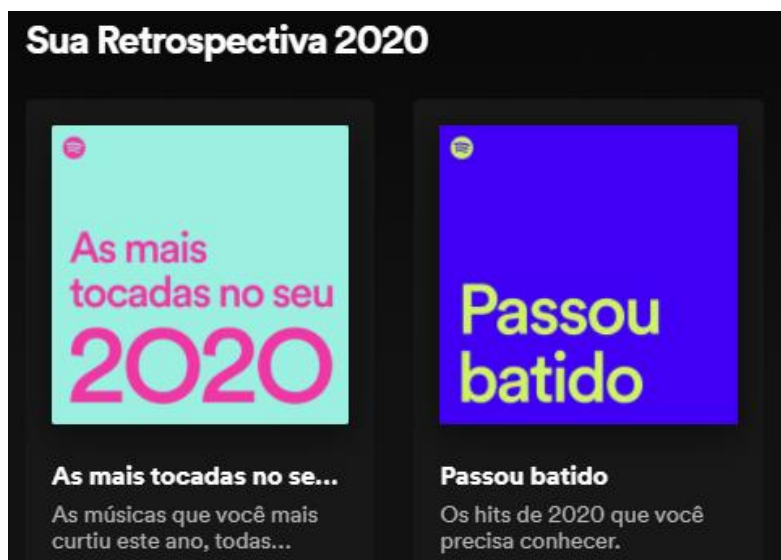 Sua Retrospectiva 2020
As mais
tocadas no seu
2020
As mais tocadas no se...
As músicas que você mais
curtiu este ano, todas...
Passou
batido
Passou batido
Os hits de 2020 que você
precisa conhecer.